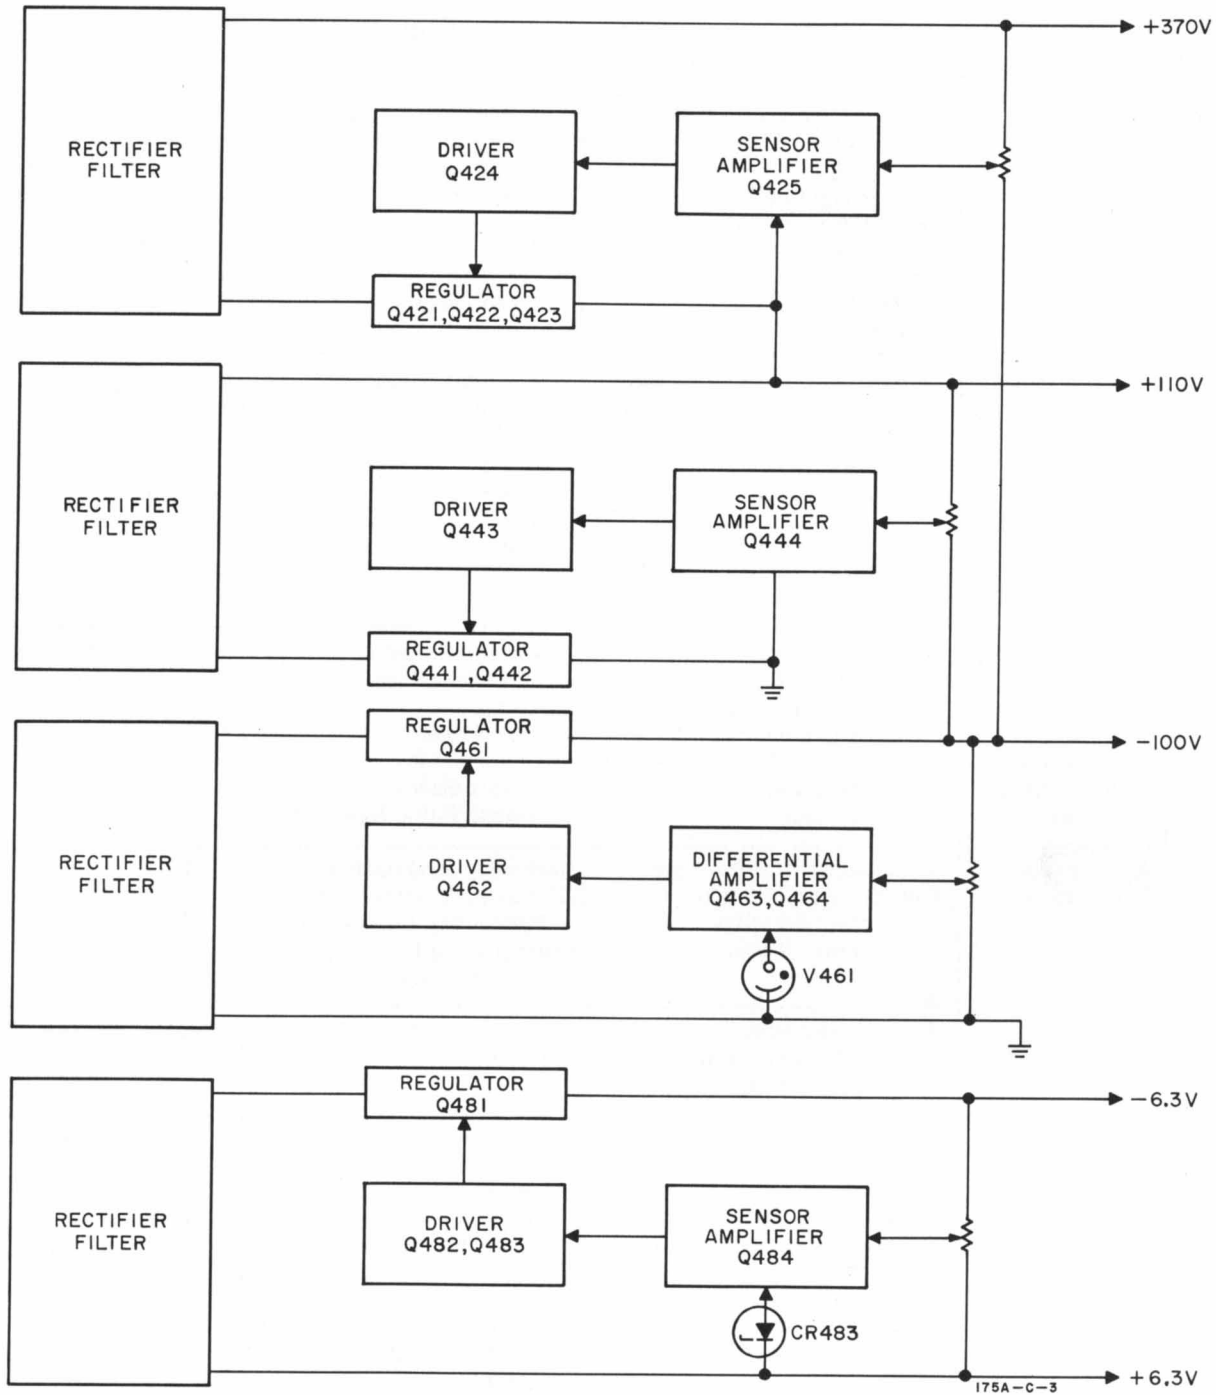 +370V
RECTIFIER
FILTER
DRIVER
Q424
SENSOR
AMPLIFIER
Q425
REGULATOR
Q421,Q422,Q423
+110V
RECTIFIER
FILTER
DRIVER
Q443
SENSOR
AMPLIFIER
Q444
REGULATOR
Q441,Q442
REGULATOR
Q461
-100V
RECTIFIER
FILTER
DRIVER
Q462
DIFFERENTIAL
AMPLIFIER
Q463,Q464
V461
REGULATOR
Q481
-6.3V
RECTIFIER
FILTER
DRIVER
Q482,Q483
SENSOR
AMPLIFIER
Q484
CR483
+6.3V
175A-C-3